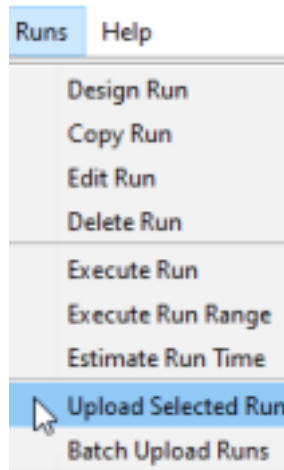 Runs Help
Design Run
Copy Run
Edit Run
Delete Run
Execute Run
Execute Run Range
Estimate Run Time
Upload Selected Run
Batch Upload Runs